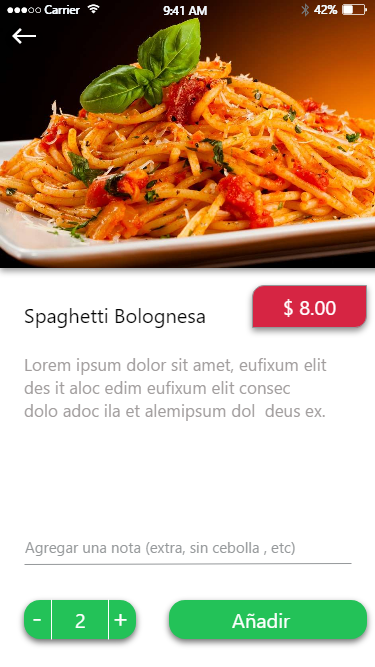 Carrier 9:41 AM 42%
Spaghetti Bolognesa
$ 8.00
Lorem ipsum dolor sit amet, eufixum elit
des it aloc edim eufixum elit consec
dolo adoc ila et alemipsum dol  deus ex.
Agregar una nota (extra, sin cebolla , etc)
- 2 +
Añadir